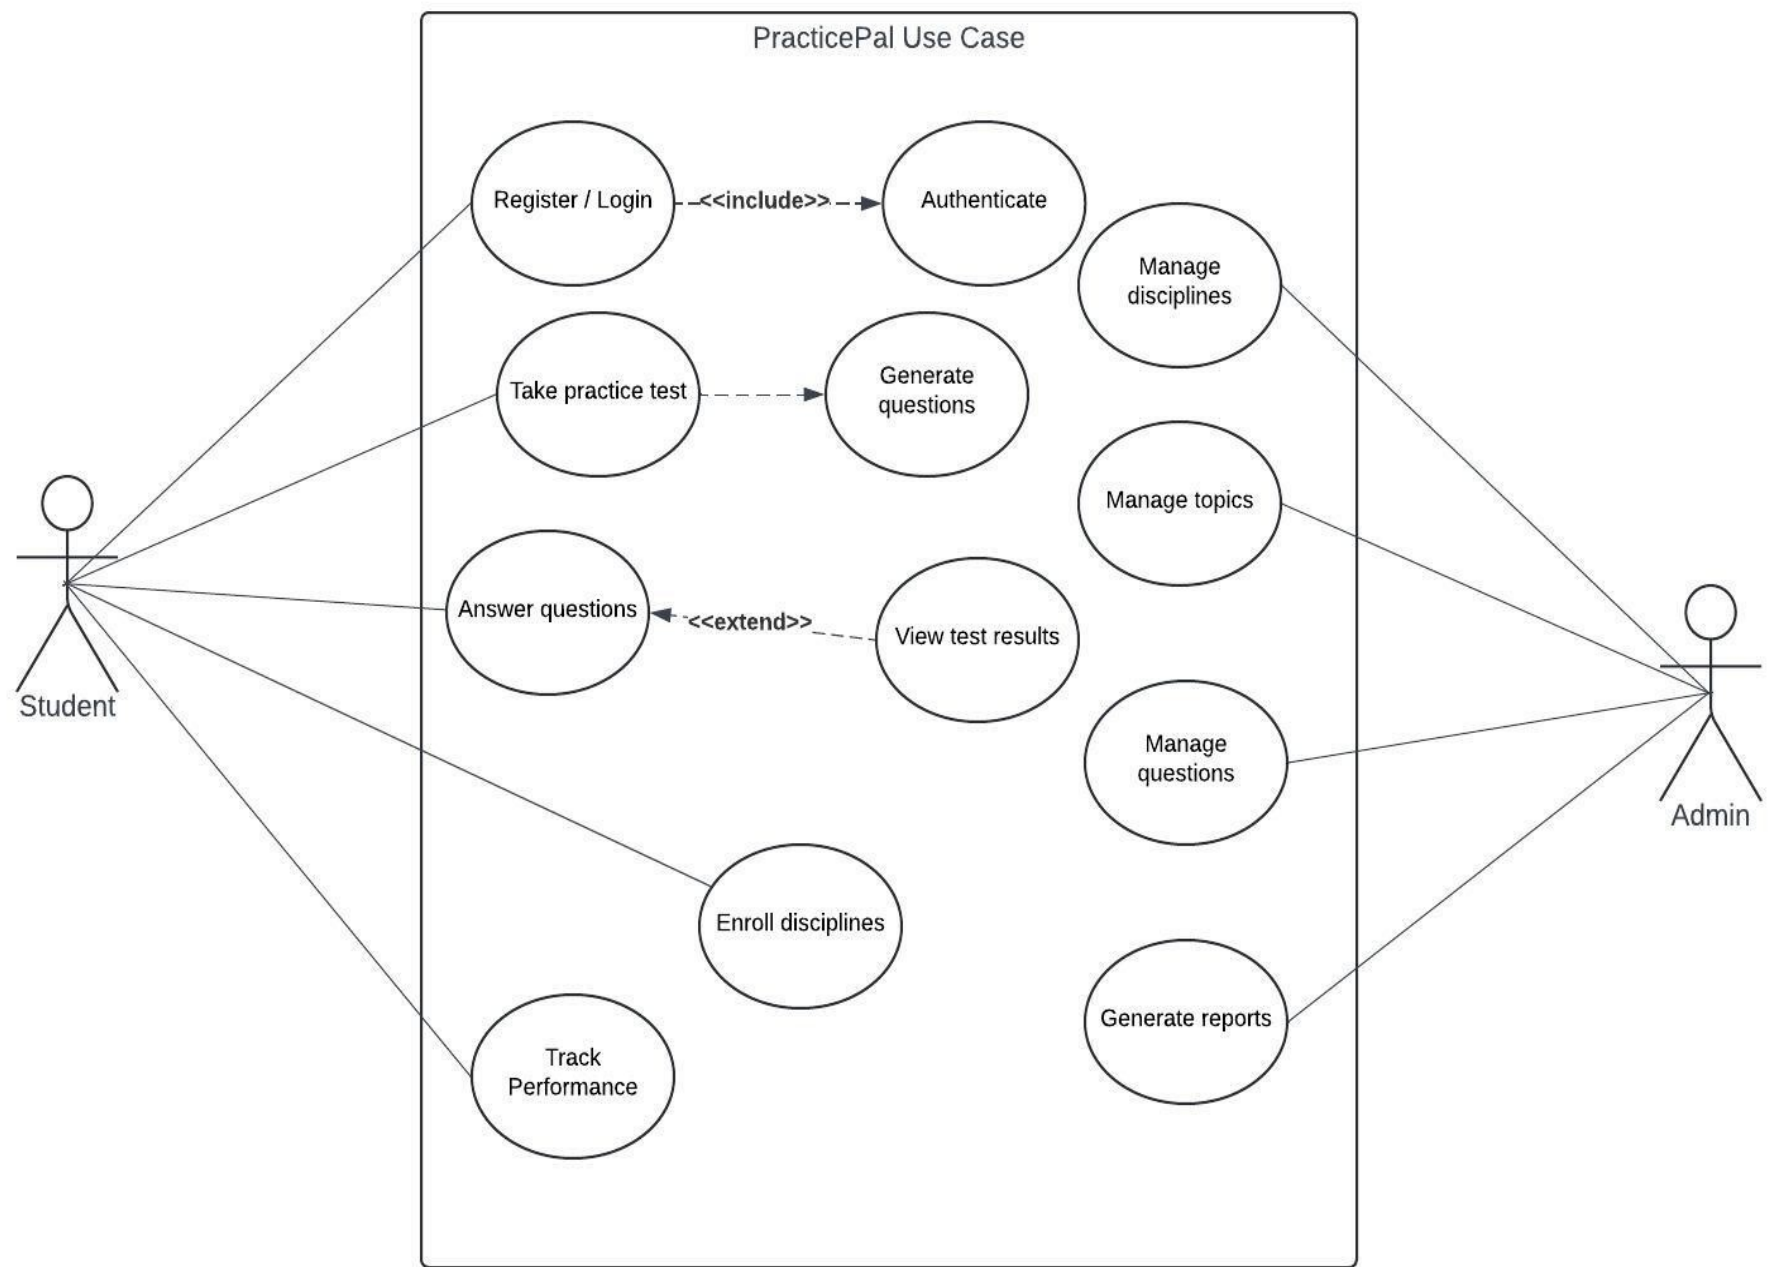 PracticePal Use Case
Register / Login
<<include>>
Authenticate
Manage
disciplines
Take practice test
Generate
questions
Manage topics
Answer questions
<<extend>>
View test results
Student
Manage
questions
Admin
Enroll disciplines
Generate reports
Track
Performance